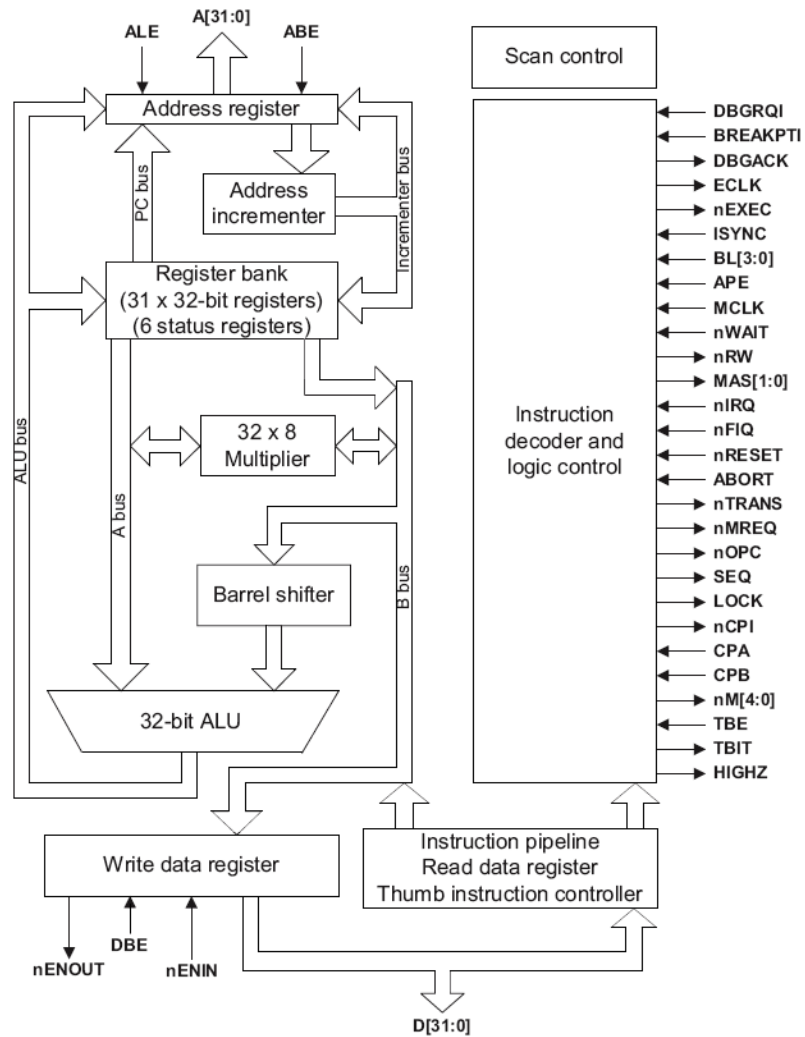 A[31:0]
ALE
ABE
Scan control
Address register
DBGRQI
BREAKPTI
DBGACK
ECLK
nEXEC
ISYNC
BL[3:0]
APE
MCLK
nWAIT
nRW
MAS[1:0]
nIRQ
nFIQ
nRESET
ABORT
nTRANS
nMREQ
nOPC
SEQ
LOCK
nCPI
CPA
CPB
nM[4:0]
TBE
TBIT
HIGHZ
PC bus
Address
incrementer
Incrementer bus
Register bank
(31 x 32-bit registers)
(6 status registers)
ALU bus
A bus
32 x 8
Multiplier
B bus
Barrel shifter
32-bit ALU
Instruction
decoder and
logic control
Write data register
Instruction pipeline
Read data register
Thumb instruction controller
nENOUT
DBE
nENIN
D[31:0]